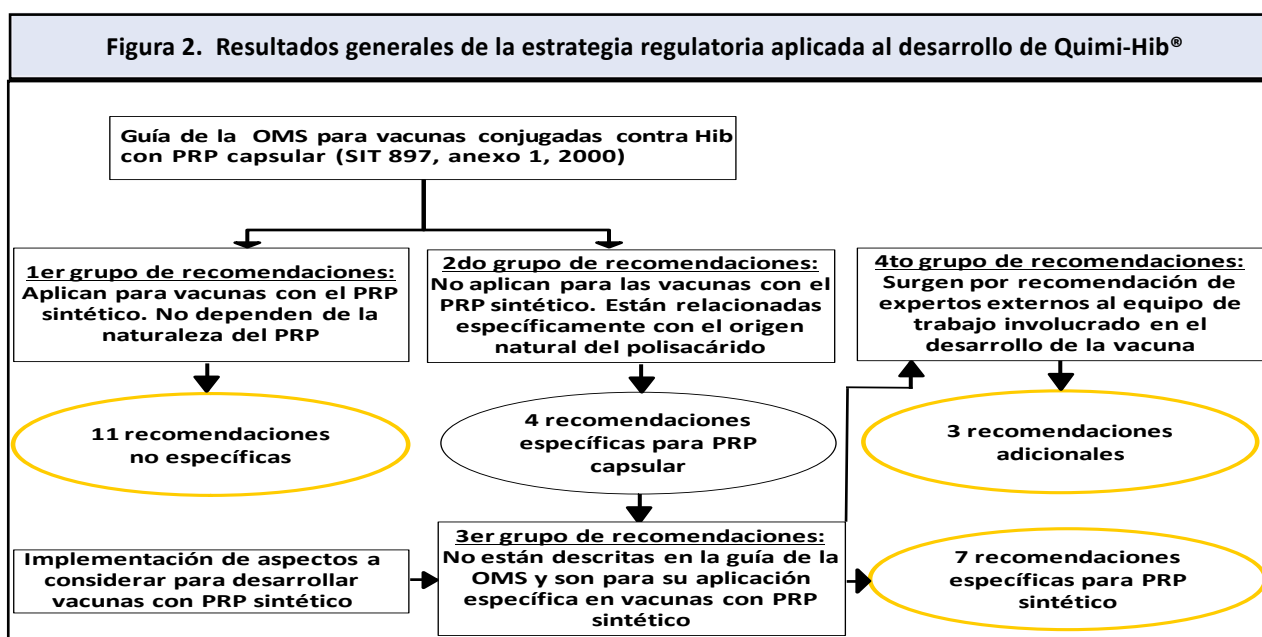 Figura 2. Resultados generales de la estrategia regulatoria aplicada al desarrollo de Quimi-Hib®
Guía de la OMS para vacunas conjugadas contra Hib
con PRP capsular (SIT 897, anexo 1, 2000)
1er grupo de recomendaciones:
Aplican para vacunas con el PRP
sintético. No dependen de la
naturaleza del PRP
2do grupo de recomendaciones:
No aplican para las vacunas con el
PRP sintético. Están relacionadas
específicamente con el origen
natural del polisacárido
4to grupo de recomendaciones:
Surgen por recomendación de
expertos externos al equipo de
trabajo involucrado en el
desarrollo de la vacuna
11 recomendaciones
no específicas
4 recomendaciones
específicas para PRP
capsular
3 recomendaciones
adicionales
Implementación de aspectos a
considerar para desarrollar
vacunas con PRP sintético
3er grupo de recomendaciones:
No están descritas en la guía de la
OMS y son para su aplicación
específica en vacunas con PRP
sintético
7 recomendaciones
específicas para PRP
sintético